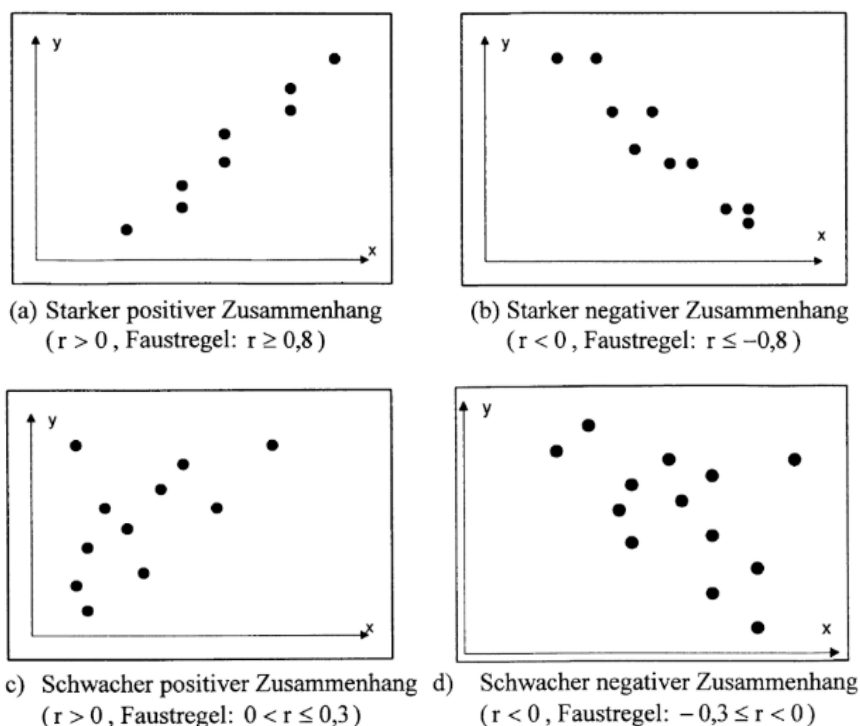 y
x
y
x
(a) Starker positiver Zusammenhang
( r > 0 , Faustregel: r ≥ 0,8 )
(b) Starker negativer Zusammenhang
( r < 0 , Faustregel: r ≤ −0,8 )
y
x
y
x
c) Schwacher positiver Zusammenhang
( r > 0 , Faustregel: 0 < r ≤ 0,3 )
d) Schwacher negativer Zusammenhang
( r < 0 , Faustregel: − 0,3 ≤ r < 0 )